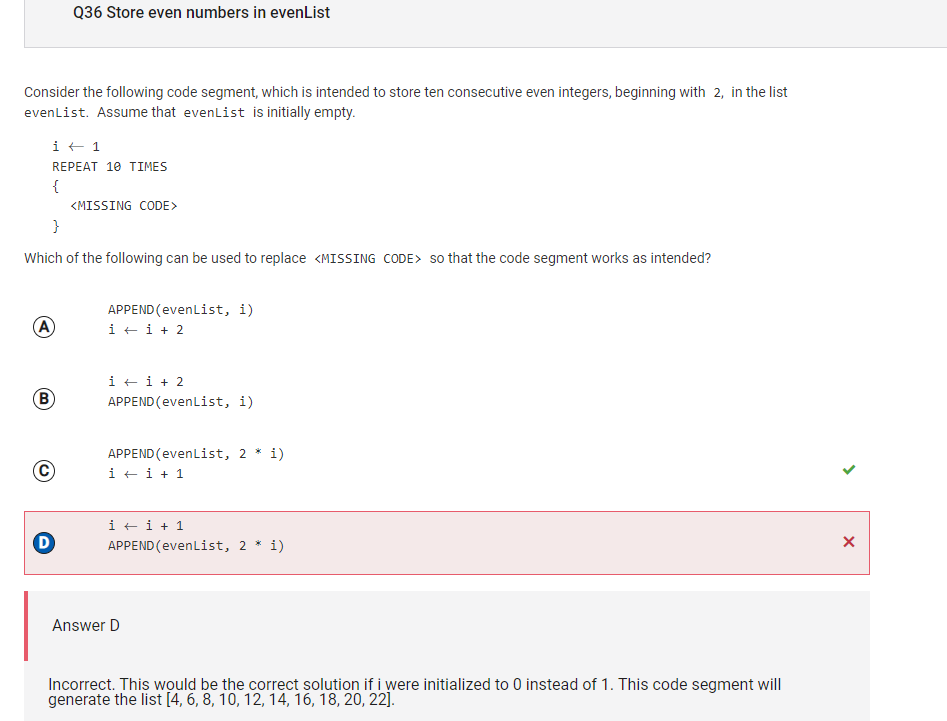 Q36 Store even numbers in evenList
Consider the following code segment, which is intended to store ten consecutive even integers, beginning with 2, in the list
evenList. Assume that evenList is initially empty.
i ← 1
REPEAT 10 TIMES
{
<MISSING CODE>
}
Which of the following can be used to replace <MISSING CODE> so that the code segment works as intended?
A
APPEND(evenList, i)
i ← i + 2
B
i ← i + 2
APPEND(evenList, i)
C
APPEND(evenList, 2 * i)
i ← i + 1
D
i ← i + 1
APPEND(evenList, 2 * i)
Answer D
Incorrect. This would be the correct solution if i were initialized to 0 instead of 1. This code segment will
generate the list [4, 6, 8, 10, 12, 14, 16, 18, 20, 22].